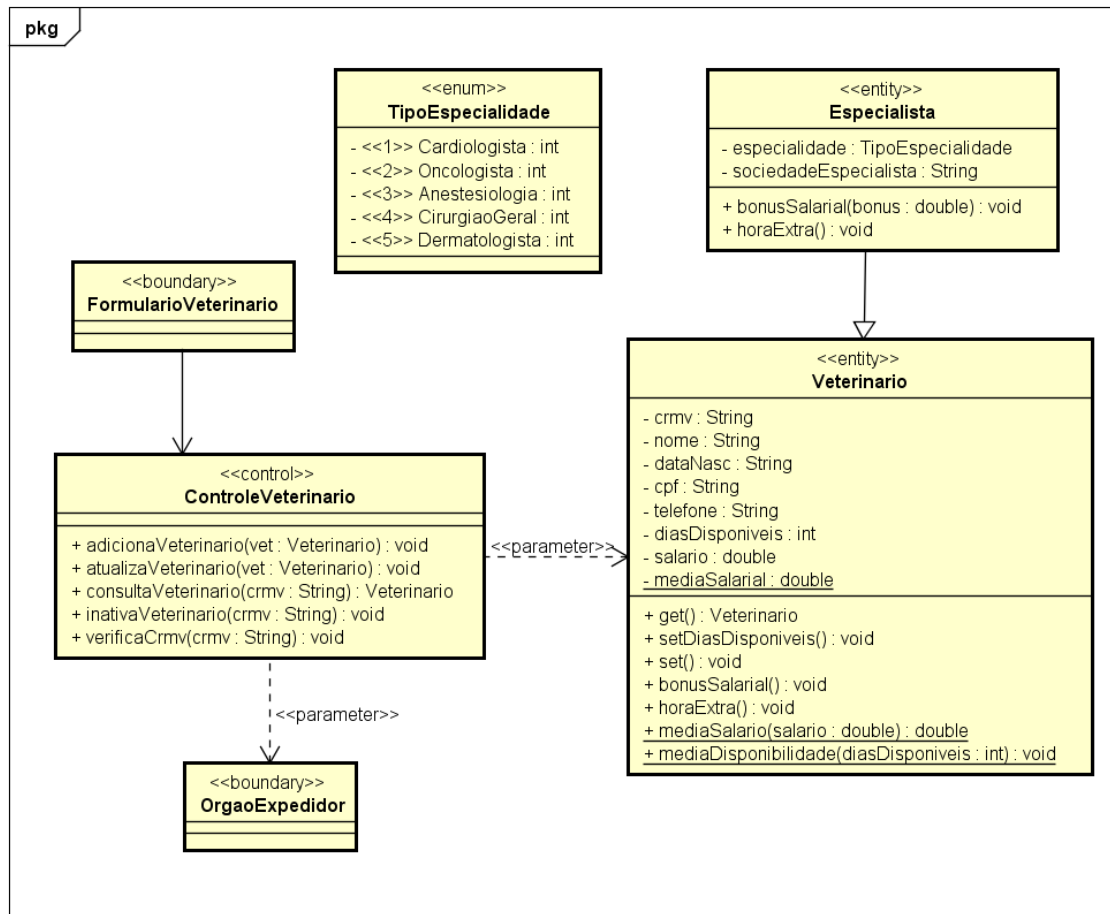 pkg
<<enum>>
TipoEspecialidade
- <<1>> Cardiologista : int
- <<2>> Oncologista : int
- <<3>> Anestesiologia : int
- <<4>> CirurgiaoGeral : int
- <<5>> Dermatologista : int
<<entity>>
Especialista
- especialidade : TipoEspecialidade
- sociedadeEspecialista : String
+ bonusSalarial(bonus : double) : void
+ horaExtra() : void
<<boundary>>
FormularioVeterinario
<<entity>>
Veterinario
- crmv : String
- nome : String
- dataNasc : String
- cpf : String
- telefone : String
- diasDisponiveis : int
- salario : double
- mediaSalarial : double
+ get() : Veterinario
+ setDiasDisponiveis() : void
+ set() : void
+ bonusSalarial() : void
+ horaExtra() : void
+ mediaSalario(salario : double) : double
+ mediaDisponibilidade(diasDisponiveis : int) : void
<<control>>
ControleVeterinario
+ adicionaVeterinario(vet : Veterinario) : void
+ atualizaVeterinario(vet : Veterinario) : void
+ consultaVeterinario(crmv : String) : Veterinario
+ inativaVeterinario(crmv : String) : void
+ verificaCrmv(crmv : String) : void
<<parameter>>
<<parameter>>
<<boundary>>
OrgaoExpedidor